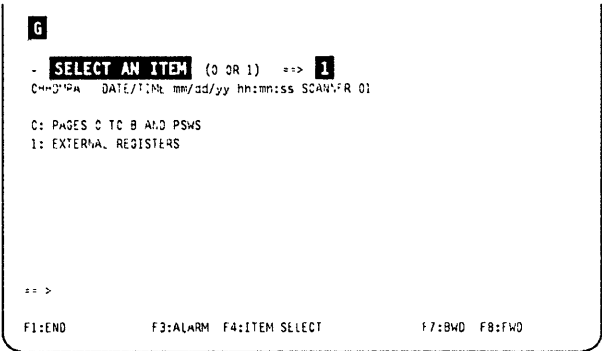 G
- SELECT AN ITEM (0 OR 1) ==> 1
DATE/TIME mm/dd/yy hh:mm:ss SCANNER 01
0: PAGES 0 TO B AND PSWS
1: EXTERNAL REGISTERS
== >
F1:END F3:ALARM F4:ITEM SELECT F7:BWD F8:FWD